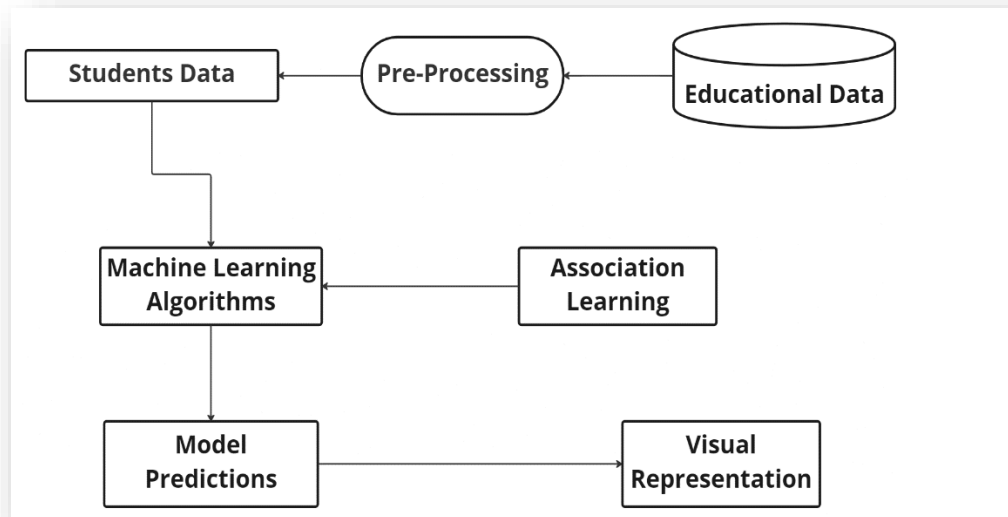 Students Data
Pre-Processing
Educational Data
Machine Learning
Algorithms
Association
Learning
Model
Predictions
Visual
Representation